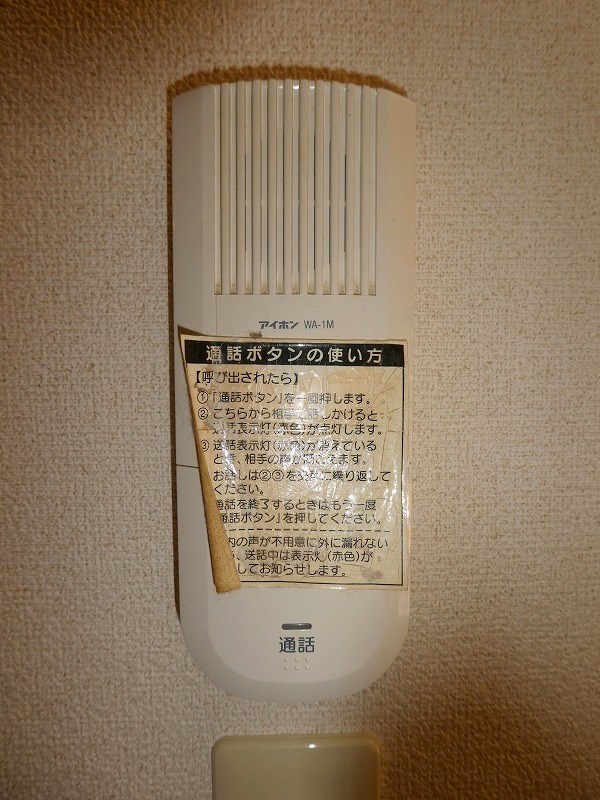 アイホン WA-1M
通話ボタンの使い方
【呼び出されたら】
①「通話ボタン」を一回押します。
② こちらから相手に話しかけると
送話表示灯(赤色)が点灯します。
③ 送話表示灯(赤色)が消えている
とき、相手の声が聞こえます。
お話しは②③を交互に繰り返して
ください。
通話を終了するときはもう一度
「通話ボタン」を押してください。
内の声が不用意に外に漏れない
、送話中は表示灯(赤色)が
してお知らせします。
通話